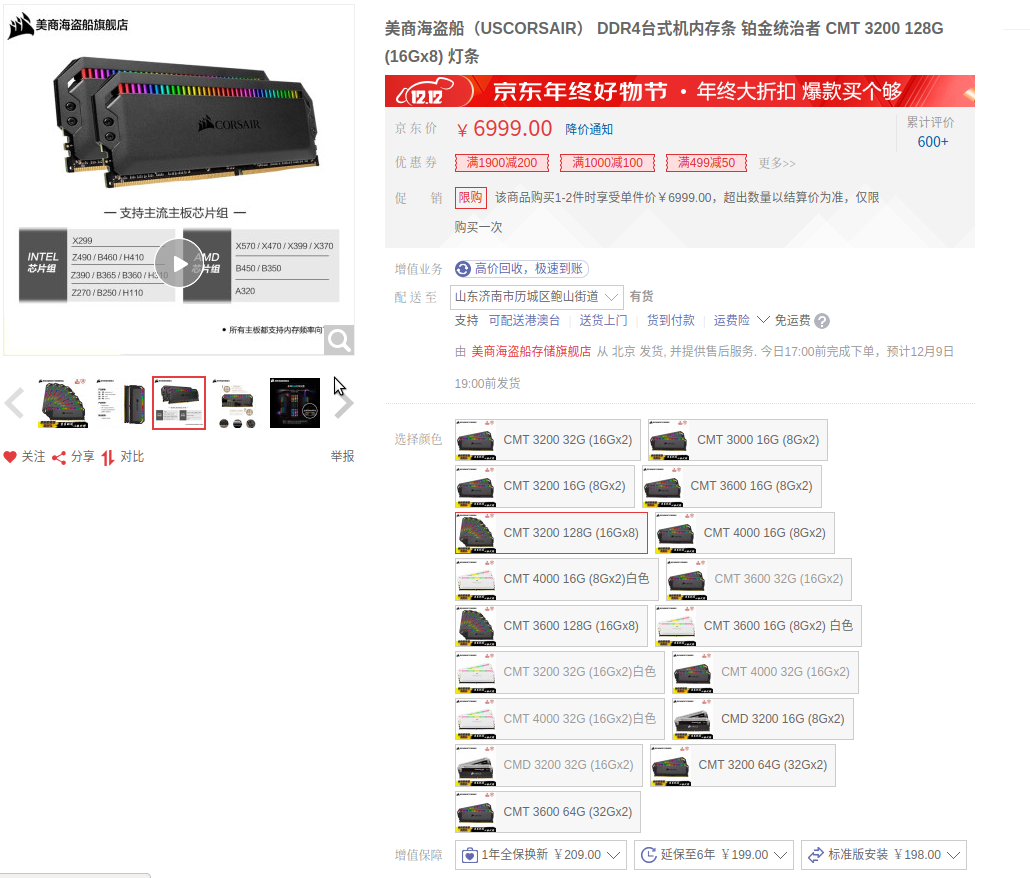 美商海盗船旗舰店
CORSAIR
支持主流主板芯片组
INTEL
芯片组
X299
Z490 / B460 / H410
Z390 / B365 / B360 / H310
Z270 / B250 / H110
AMD
芯片组
X570 / X470 / X399 / X370
B450 / B350
A320
所有主板都支持内存频率向
关注 分享 对比 举报
美商海盗船（USCORSAIR） DDR4台式机内存条 铂金统治者 CMT 3200 128G
(16Gx8) 灯条
12.12 京东年终好物节 · 年终大折扣 爆款买个够
京东价 ￥6999.00 降价通知
累计评价
600+
优惠券 满1900减200 满1000减100 满499减50 更多>>
促销 限购 该商品购买1-2件时享受单件价￥6999.00，超出数量以结算价为准，仅限
购买一次
增值业务 高价回收，极速到账
配送至 山东济南市历城区鲍山街道 有货
支持 可配送港澳台 送货上门 货到付款 运费险 免运费 ?
由 美商海盗船存储旗舰店 从 北京 发货, 并提供售后服务. 今日17:00前完成下单，预计12月9日
19:00前发货
选择颜色 CMT 3200 32G (16Gx2) CMT 3000 16G (8Gx2)
CMT 3200 16G (8Gx2) CMT 3600 16G (8Gx2)
CMT 3200 128G (16Gx8) CMT 4000 16G (8Gx2)
CMT 4000 16G (8Gx2)白色 CMT 3600 32G (16Gx2)
CMT 3600 128G (16Gx8) CMT 3600 16G (8Gx2) 白色
CMT 3200 32G (16Gx2)白色 CMT 4000 32G (16Gx2)
CMT 4000 32G (16Gx2)白色 CMD 3200 16G (8Gx2)
CMD 3200 32G (16Gx2) CMT 3200 64G (32Gx2)
CMT 3600 64G (32Gx2)
增值保障 1年全保换新 ￥209.00 延保至6年 ￥199.00 标准版安装 ￥198.00